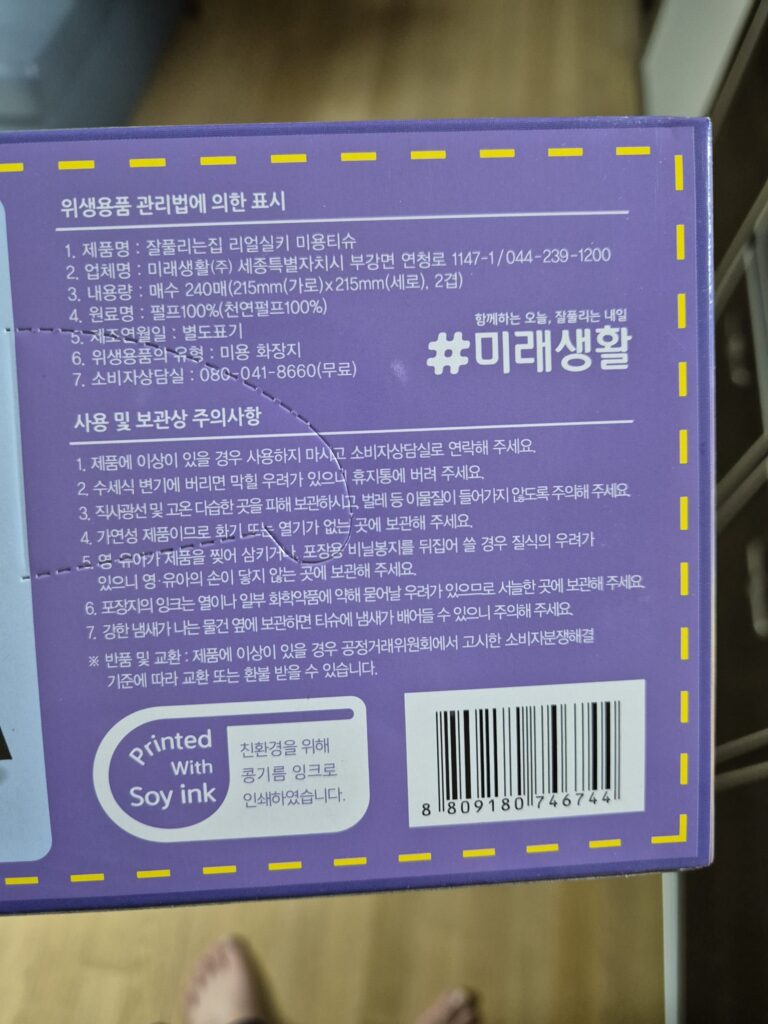 위생용품 관리법에 의한 표시
1. 제품명 : 잘풀리는집 리얼실키 미용티슈
2. 업체명 : 미래생활(주) 세종특별자치시 부강면 연청로 1147-1/044-239-1200
3. 내용량 : 매수 240매(215mm(가로)x215mm(세로), 2겹)
4. 원료명 : 펄프100%(천연펄프100%)
5. 제조연월일 : 별도표기
6. 위생용품의 유형 : 미용 화장지
7. 소비자상담실 : 080-041-8660(무료)
함께하는 오늘, 잘풀리는 내일
#미래생활
사용 및 보관상 주의사항
1. 제품에 이상이 있을 경우 사용하지 마시고 소비자상담실로 연락해 주세요.
2. 수세식 변기에 버리면 막힐 우려가 있으니 휴지통에 버려 주세요.
3. 직사광선 및 고온 다습한 곳을 피해 보관하시고 벌레 등 이물질이 들어가지 않도록 주의해 주세요.
4. 가연성 제품이므로 화기 또는 열기가 없는 곳에 보관해 주세요.
5. 영·유아가 제품을 찢어 삼키거나, 포장용 비닐봉지를 뒤집어 쓸 경우 질식의 우려가
있으니 영·유아의 손이 닿지 않는 곳에 보관해 주세요.
6. 포장지의 잉크는 열이나 일부 화학약품에 약해 묻어날 우려가 있으므로 서늘한 곳에 보관해 주세요.
7. 강한 냄새가 나는 물건 옆에 보관하면 티슈에 냄새가 배어들 수 있으니 주의해 주세요.
※ 반품 및 교환 : 제품에 이상이 있을 경우 공정거래위원회에서 고시한 소비자분쟁해결
기준에 따라 교환 또는 환불 받을 수 있습니다.
Printed
With
Soy ink
친환경을 위해
콩기름 잉크로
인쇄하였습니다.
8 809180 746744